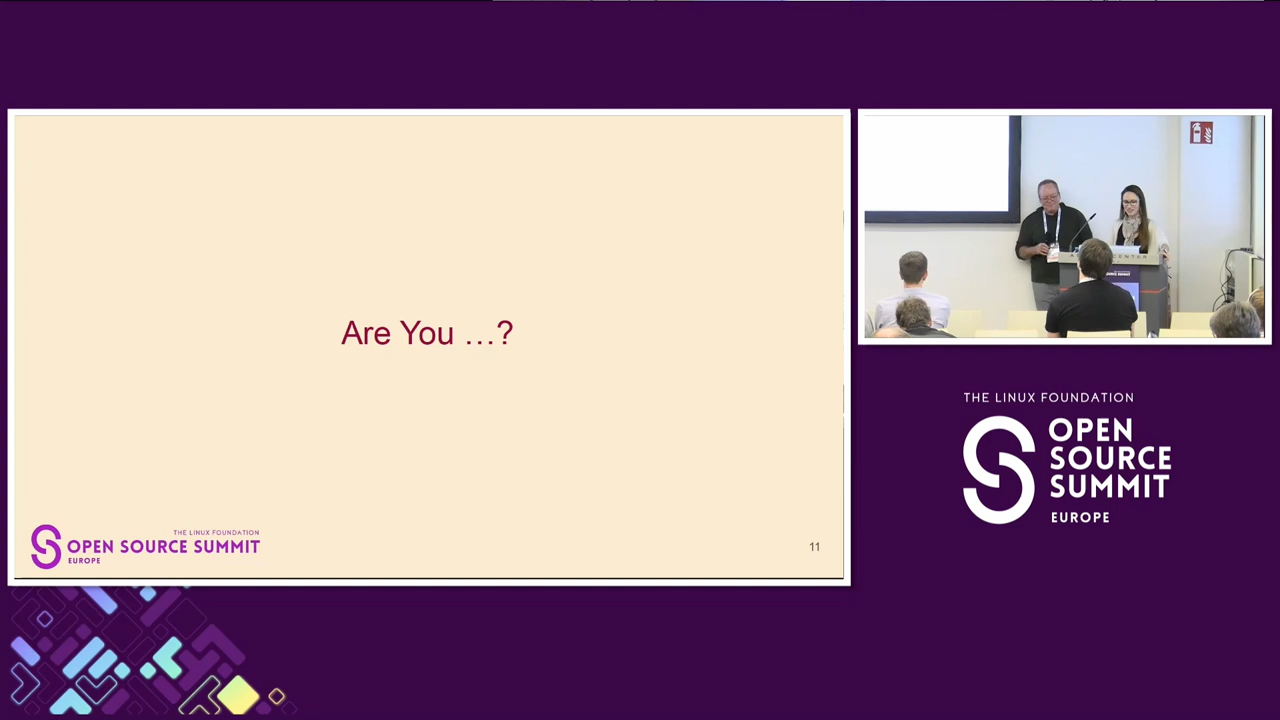 Are You …?
THE LINUX FOUNDATION
OPEN SOURCE SUMMIT
EUROPE
11
THE LINUX FOUNDATION
OPEN
SOURCE
SUMMIT
EUROPE